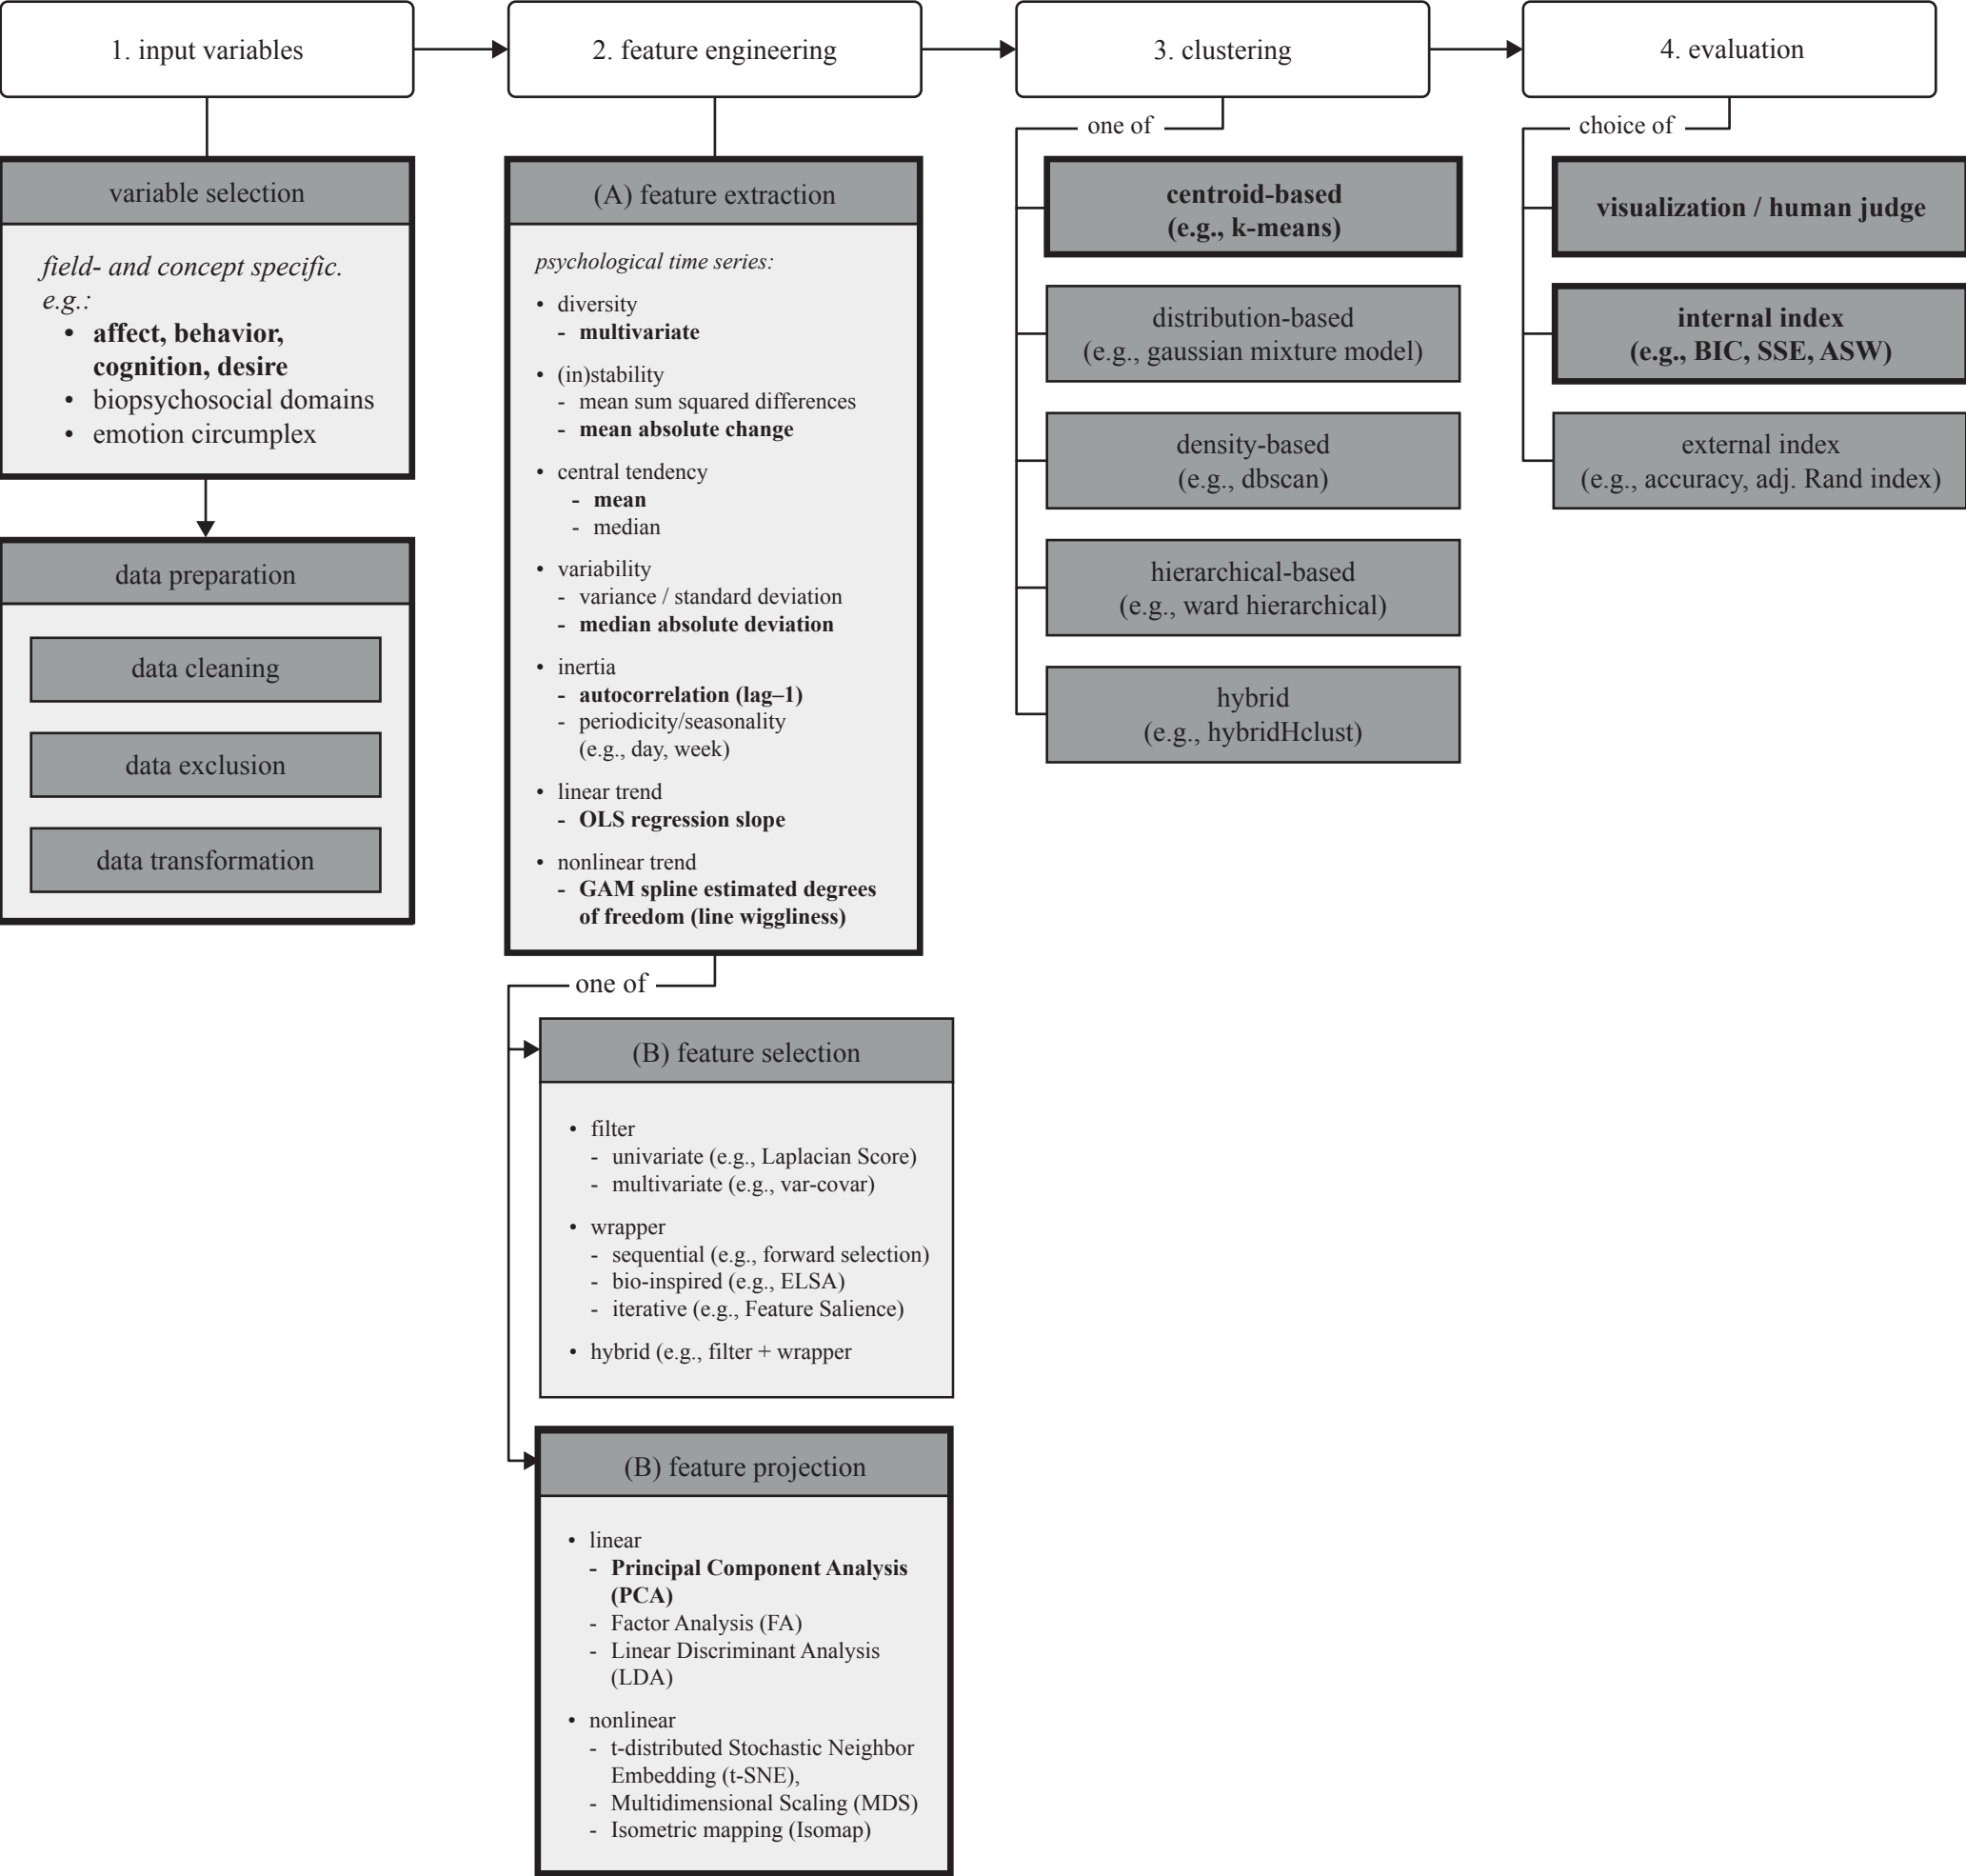 1. input variables
2. feature engineering
3. clustering
4. evaluation
variable selection
field- and concept specific.
e.g.:
• affect, behavior,
cognition, desire
• biopsychosocial domains
• emotion circumplex
data preparation
data cleaning
data exclusion
data transformation
(A) feature extraction
psychological time series:
• diversity
- multivariate
• (in)stability
- mean sum squared differences
- mean absolute change
• central tendency
- mean
- median
• variability
- variance / standard deviation
- median absolute deviation
• inertia
- autocorrelation (lag–1)
- periodicity/seasonality
(e.g., day, week)
• linear trend
- OLS regression slope
• nonlinear trend
- GAM spline estimated degrees
of freedom (line wiggliness)
one of
(B) feature selection
• filter
- univariate (e.g., Laplacian Score)
- multivariate (e.g., var-covar)
• wrapper
- sequential (e.g., forward selection)
- bio-inspired (e.g., ELSA)
- iterative (e.g., Feature Salience)
• hybrid (e.g., filter + wrapper
(B) feature projection
• linear
- Principal Component Analysis
(PCA)
- Factor Analysis (FA)
- Linear Discriminant Analysis
(LDA)
• nonlinear
- t-distributed Stochastic Neighbor
Embedding (t-SNE),
- Multidimensional Scaling (MDS)
- Isometric mapping (Isomap)
one of
centroid-based
(e.g., k-means)
distribution-based
(e.g., gaussian mixture model)
density-based
(e.g., dbscan)
hierarchical-based
(e.g., ward hierarchical)
hybrid
(e.g., hybridHclust)
choice of
visualization / human judge
internal index
(e.g., BIC, SSE, ASW)
external index
(e.g., accuracy, adj. Rand index)